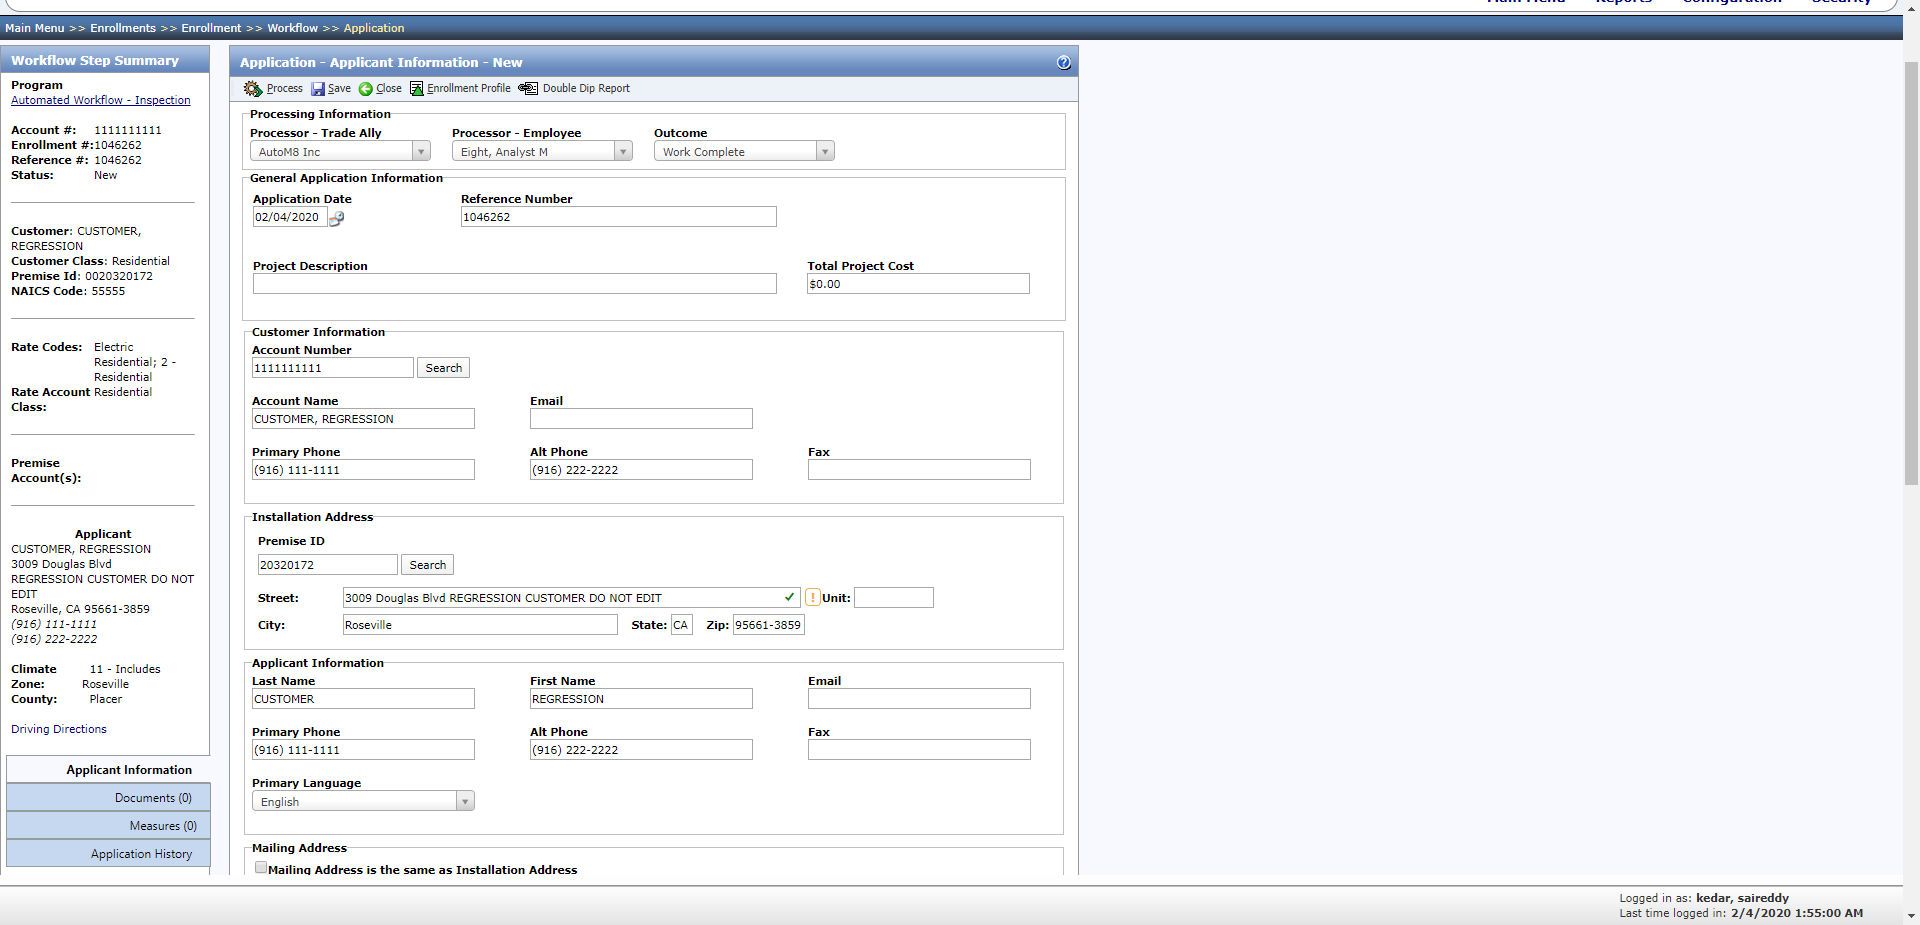 Main Menu Reports Configuration Security
Main Menu >> Enrollments >> Enrollment >> Workflow >> Application
Workflow Step Summary
Program
Automated Workflow - Inspection
Account #: 1111111111
Enrollment #:1046262
Reference #: 1046262
Status: New
Customer: CUSTOMER,
REGRESSION
Customer Class: Residential
Premise Id: 0020320172
NAICS Code: 55555
Rate Codes: Electric
Residential; 2 -
Residential
Rate Account Residential
Class:
Premise
Account(s):
Applicant
CUSTOMER, REGRESSION
3009 Douglas Blvd
REGRESSION CUSTOMER DO NOT
EDIT
Roseville, CA 95661-3859
(916) 111-1111
(916) 222-2222
Climate 11 - Includes
Zone: Roseville
County: Placer
Driving Directions
Applicant Information
Documents (0)
Measures (0)
Application History
Application - Applicant Information - New
?
Process Save Close Enrollment Profile Double Dip Report
Processing Information
Processor - Trade Ally Processor - Employee Outcome
AutoM8 Inc Eight, Analyst M Work Complete
General Application Information
Application Date Reference Number
02/04/2020 1046262
Project Description Total Project Cost
$0.00
Customer Information
Account Number
1111111111 Search
Account Name Email
CUSTOMER, REGRESSION
Primary Phone Alt Phone Fax
(916) 111-1111 (916) 222-2222
Installation Address
Premise ID
20320172 Search
Street: 3009 Douglas Blvd REGRESSION CUSTOMER DO NOT EDIT ! Unit:
City: Roseville State: CA Zip: 95661-3859
Applicant Information
Last Name First Name Email
CUSTOMER REGRESSION
Primary Phone Alt Phone Fax
(916) 111-1111 (916) 222-2222
Primary Language
English
Mailing Address
Mailing Address is the same as Installation Address
Logged in as: kedar, saireddy
Last time logged in: 2/4/2020 1:55:00 AM